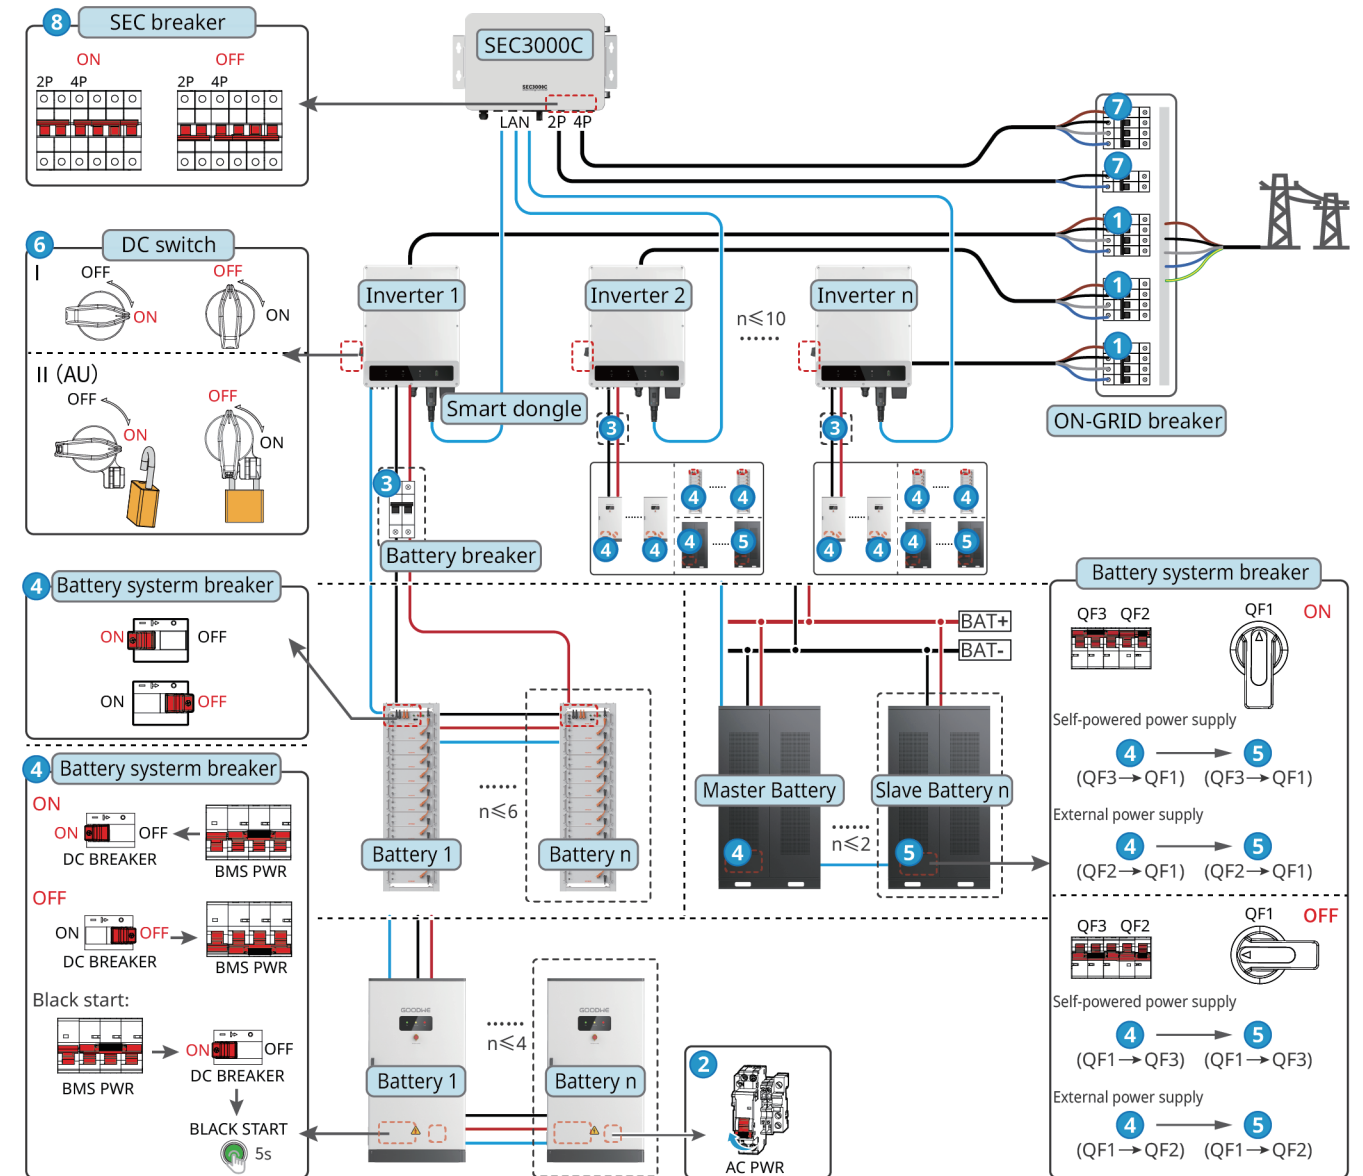 8 SEC breaker
ON OFF
2P 4P 2P 4P
SEC3000C
SEC3000C
LAN 2P 4P
7
7
1
1
1
ON-GRID breaker
6 DC switch
I
OFF
ON
OFF
ON
II (AU)
OFF
ON
OFF
ON
Inverter 1
Inverter 2
Inverter n
n≤10
Smart dongle
3
3
3
Battery breaker
4 4
4 4
4 5
4 4
4 4
4 5
4 Battery systerm breaker
ON OFF
ON OFF
4 Battery systerm breaker
ON
ON OFF
DC BREAKER
BMS PWR
OFF
ON OFF
DC BREAKER
BMS PWR
Black start:
BMS PWR
ON OFF
DC BREAKER
BLACK START
5s
Battery 1
n≤6
Battery n
BAT+
BAT-
Master Battery
Slave Battery n
4
n≤2
5
GOODWE
GOODWE
n≤4
Battery 1
Battery n
2
AC PWR
Battery systerm breaker
QF3 QF2 QF1 ON
Self-powered power supply
4 → 5
(QF3→QF1) (QF3→QF1)
External power supply
4 → 5
(QF2→QF1) (QF2→QF1)
QF3 QF2 QF1 OFF
Self-powered power supply
4 → 5
(QF1→QF3) (QF1→QF3)
External power supply
4 → 5
(QF1→QF2) (QF1→QF2)